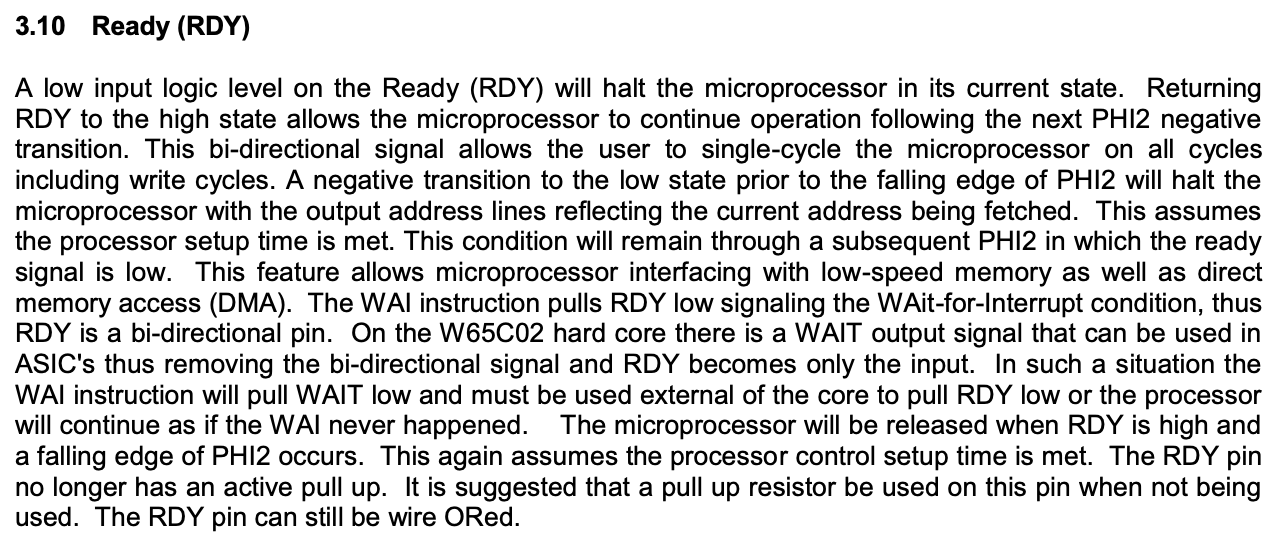 3.10 Ready (RDY)
A low input logic level on the Ready (RDY) will halt the microprocessor in its current state. Returning
RDY to the high state allows the microprocessor to continue operation following the next PHI2 negative
transition. This bi-directional signal allows the user to single-cycle the microprocessor on all cycles
including write cycles. A negative transition to the low state prior to the falling edge of PHI2 will halt the
microprocessor with the output address lines reflecting the current address being fetched. This assumes
the processor setup time is met. This condition will remain through a subsequent PHI2 in which the ready
signal is low. This feature allows microprocessor interfacing with low-speed memory as well as direct
memory access (DMA). The WAI instruction pulls RDY low signaling the WAit-for-Interrupt condition, thus
RDY is a bi-directional pin. On the W65C02 hard core there is a WAIT output signal that can be used in
ASIC's thus removing the bi-directional signal and RDY becomes only the input. In such a situation the
WAI instruction will pull WAIT low and must be used external of the core to pull RDY low or the processor
will continue as if the WAI never happened. The microprocessor will be released when RDY is high and
a falling edge of PHI2 occurs. This again assumes the processor control setup time is met. The RDY pin
no longer has an active pull up. It is suggested that a pull up resistor be used on this pin when not being
used. The RDY pin can still be wire ORed.